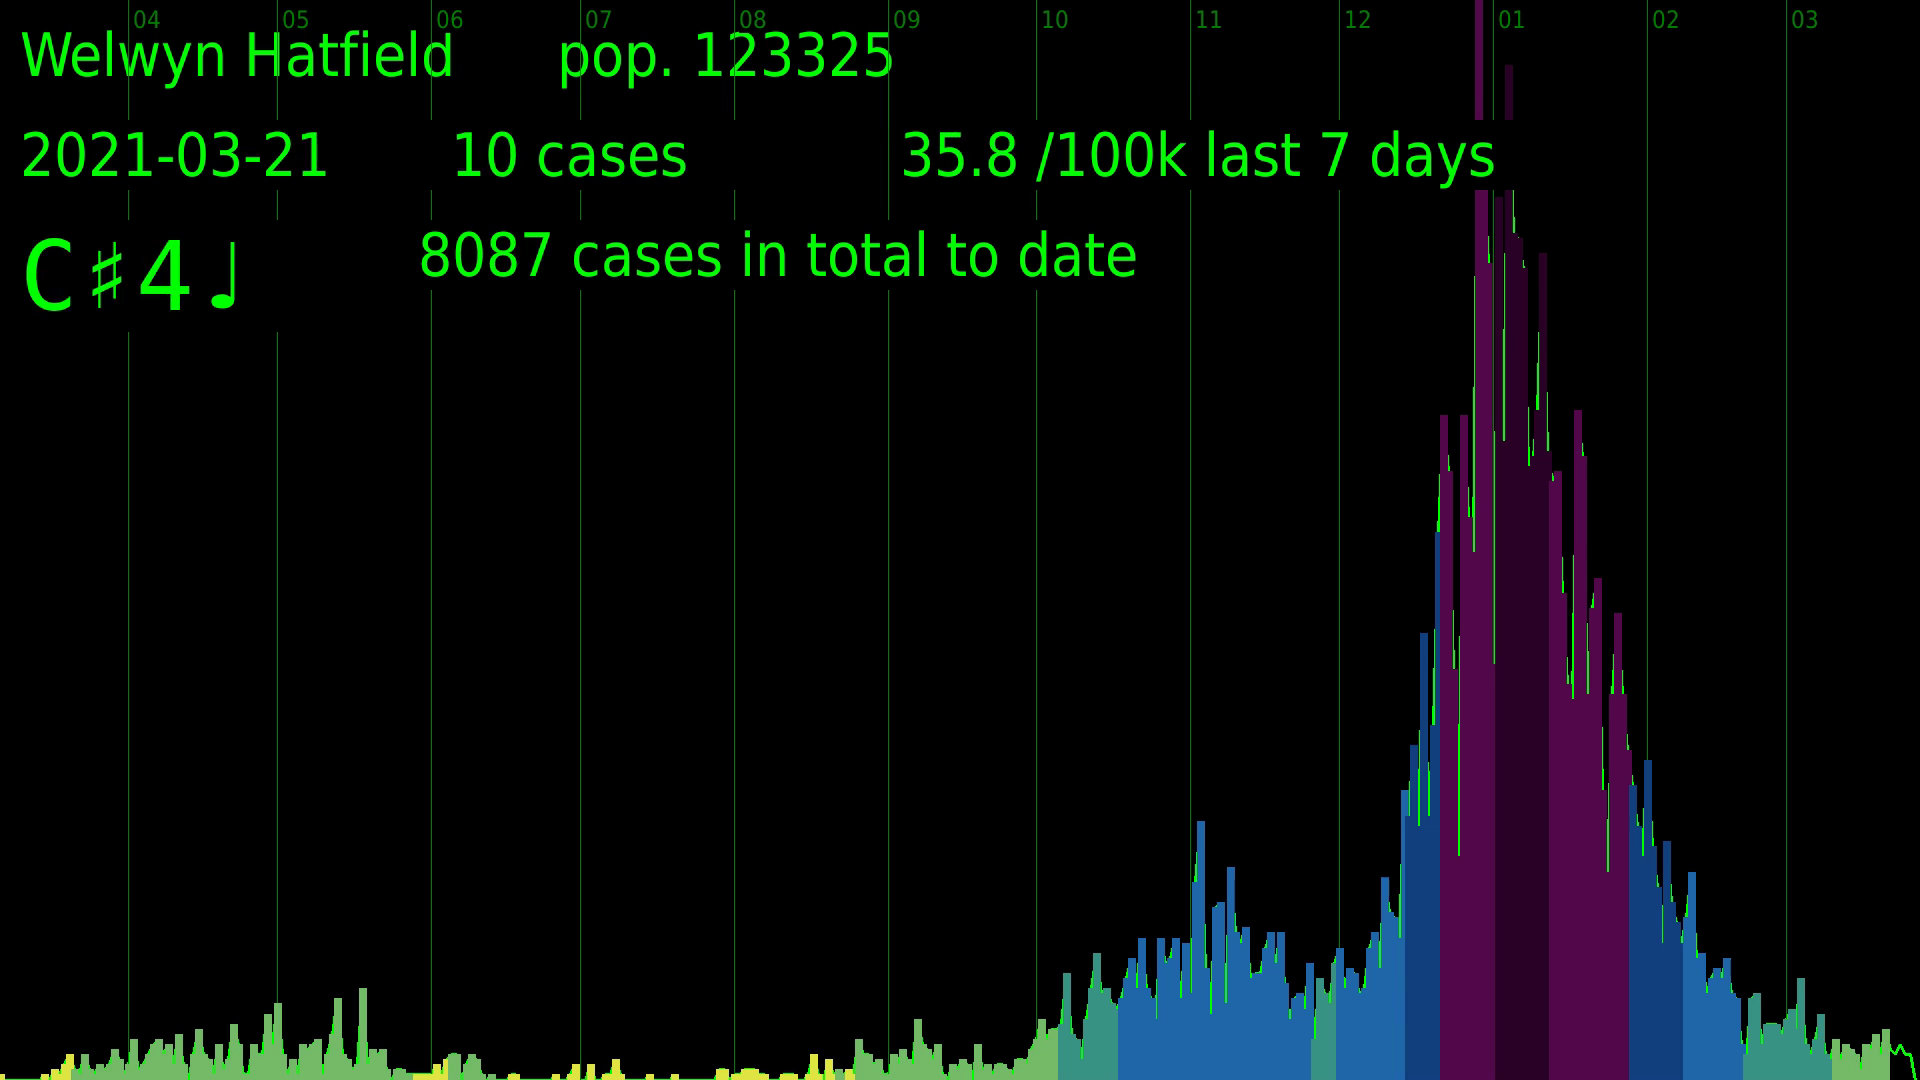 04 05 06 07 08 09 10 11 12 01 02 03
Welwyn Hatfield pop. 123325
2021-03-21 10 cases 35.8 /100k last 7 days
C♯4♩ 8087 cases in total to date